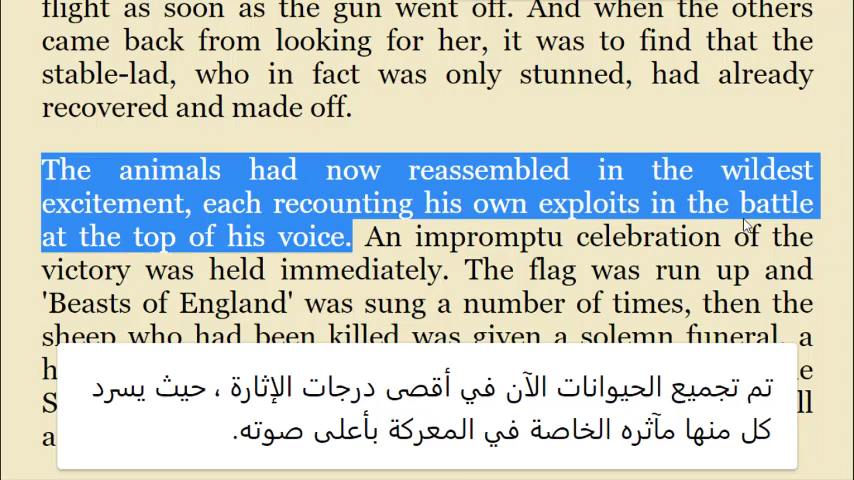 flight as soon as the gun went off. And when the others
came back from looking for her, it was to find that the
stable-lad, who in fact was only stunned, had already
recovered and made off.
The animals had now reassembled in the wildest
excitement, each recounting his own exploits in the battle
at the top of his voice. An impromptu celebration of the
victory was held immediately. The flag was run up and
'Beasts of England' was sung a number of times, then the
sheep who had been killed was given a solemn funeral, a
تم تجميع الحيوانات الآن في أقصى درجات الإثارة ، حيث يسرد
كل منها مآثره الخاصة في المعركة بأعلى صوته.